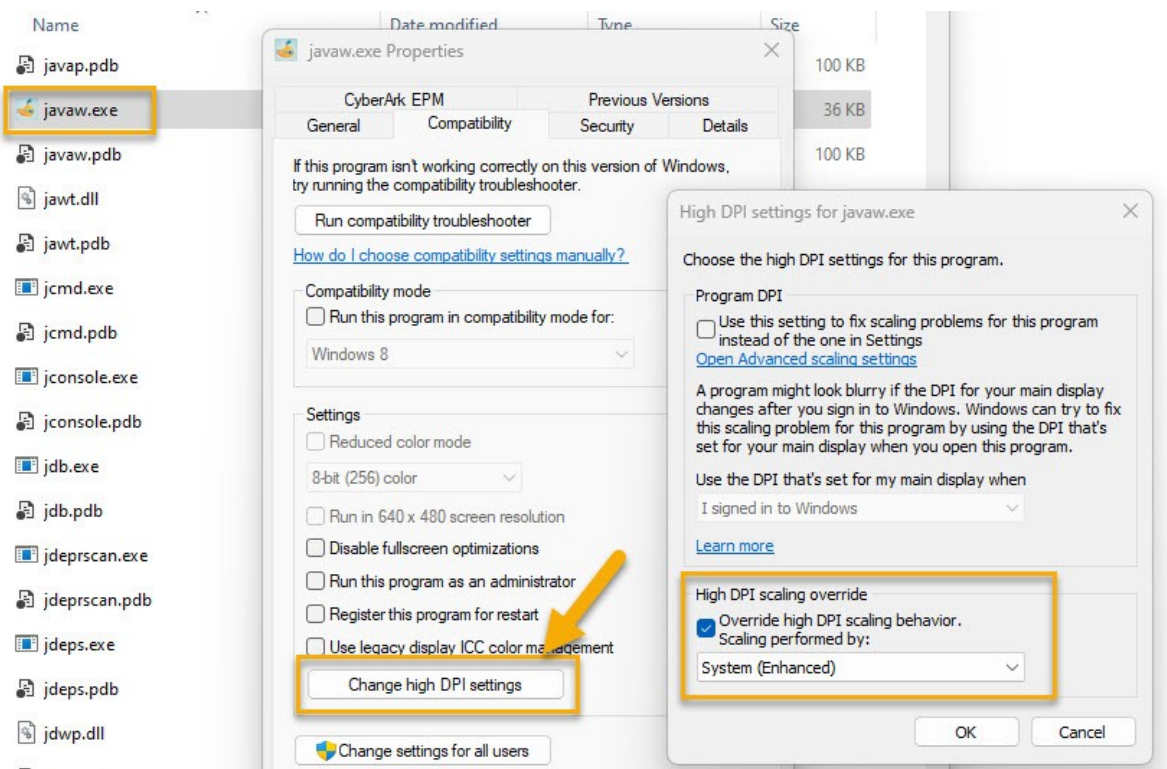 Name Date modified Type Size
javap.pdb 100 KB
javaw.exe 36 KB
javaw.pdb 100 KB
jawt.dll
jawt.pdb
jcmd.exe
jcmd.pdb
jconsole.exe
jconsole.pdb
jdb.exe
jdb.pdb
jdeprscan.exe
jdeprscan.pdb
jdeps.exe
jdeps.pdb
jdwp.dll
javaw.exe Properties
CyberArk EPM Previous Versions
General Compatibility Security Details
If this program isn't working correctly on this version of Windows,
try running the compatibility troubleshooter.
Run compatibility troubleshooter
How do I choose compatibility settings manually?
Compatibility mode
Run this program in compatibility mode for:
Windows 8
Settings
Reduced color mode
8-bit (256) color
Run in 640 x 480 screen resolution
Disable fullscreen optimizations
Run this program as an administrator
Register this program for restart
Use legacy display ICC color management
Change high DPI settings
Change settings for all users
High DPI settings for javaw.exe
Choose the high DPI settings for this program.
Program DPI
Use this setting to fix scaling problems for this program
instead of the one in Settings
Open Advanced scaling settings
A program might look blurry if the DPI for your main display
changes after you sign in to Windows. Windows can try to fix
this scaling problem for this program by using the DPI that's
set for your main display when you open this program.
Use the DPI that's set for my main display when
I signed in to Windows
Learn more
High DPI scaling override
Override high DPI scaling behavior.
Scaling performed by:
System (Enhanced)
OK Cancel